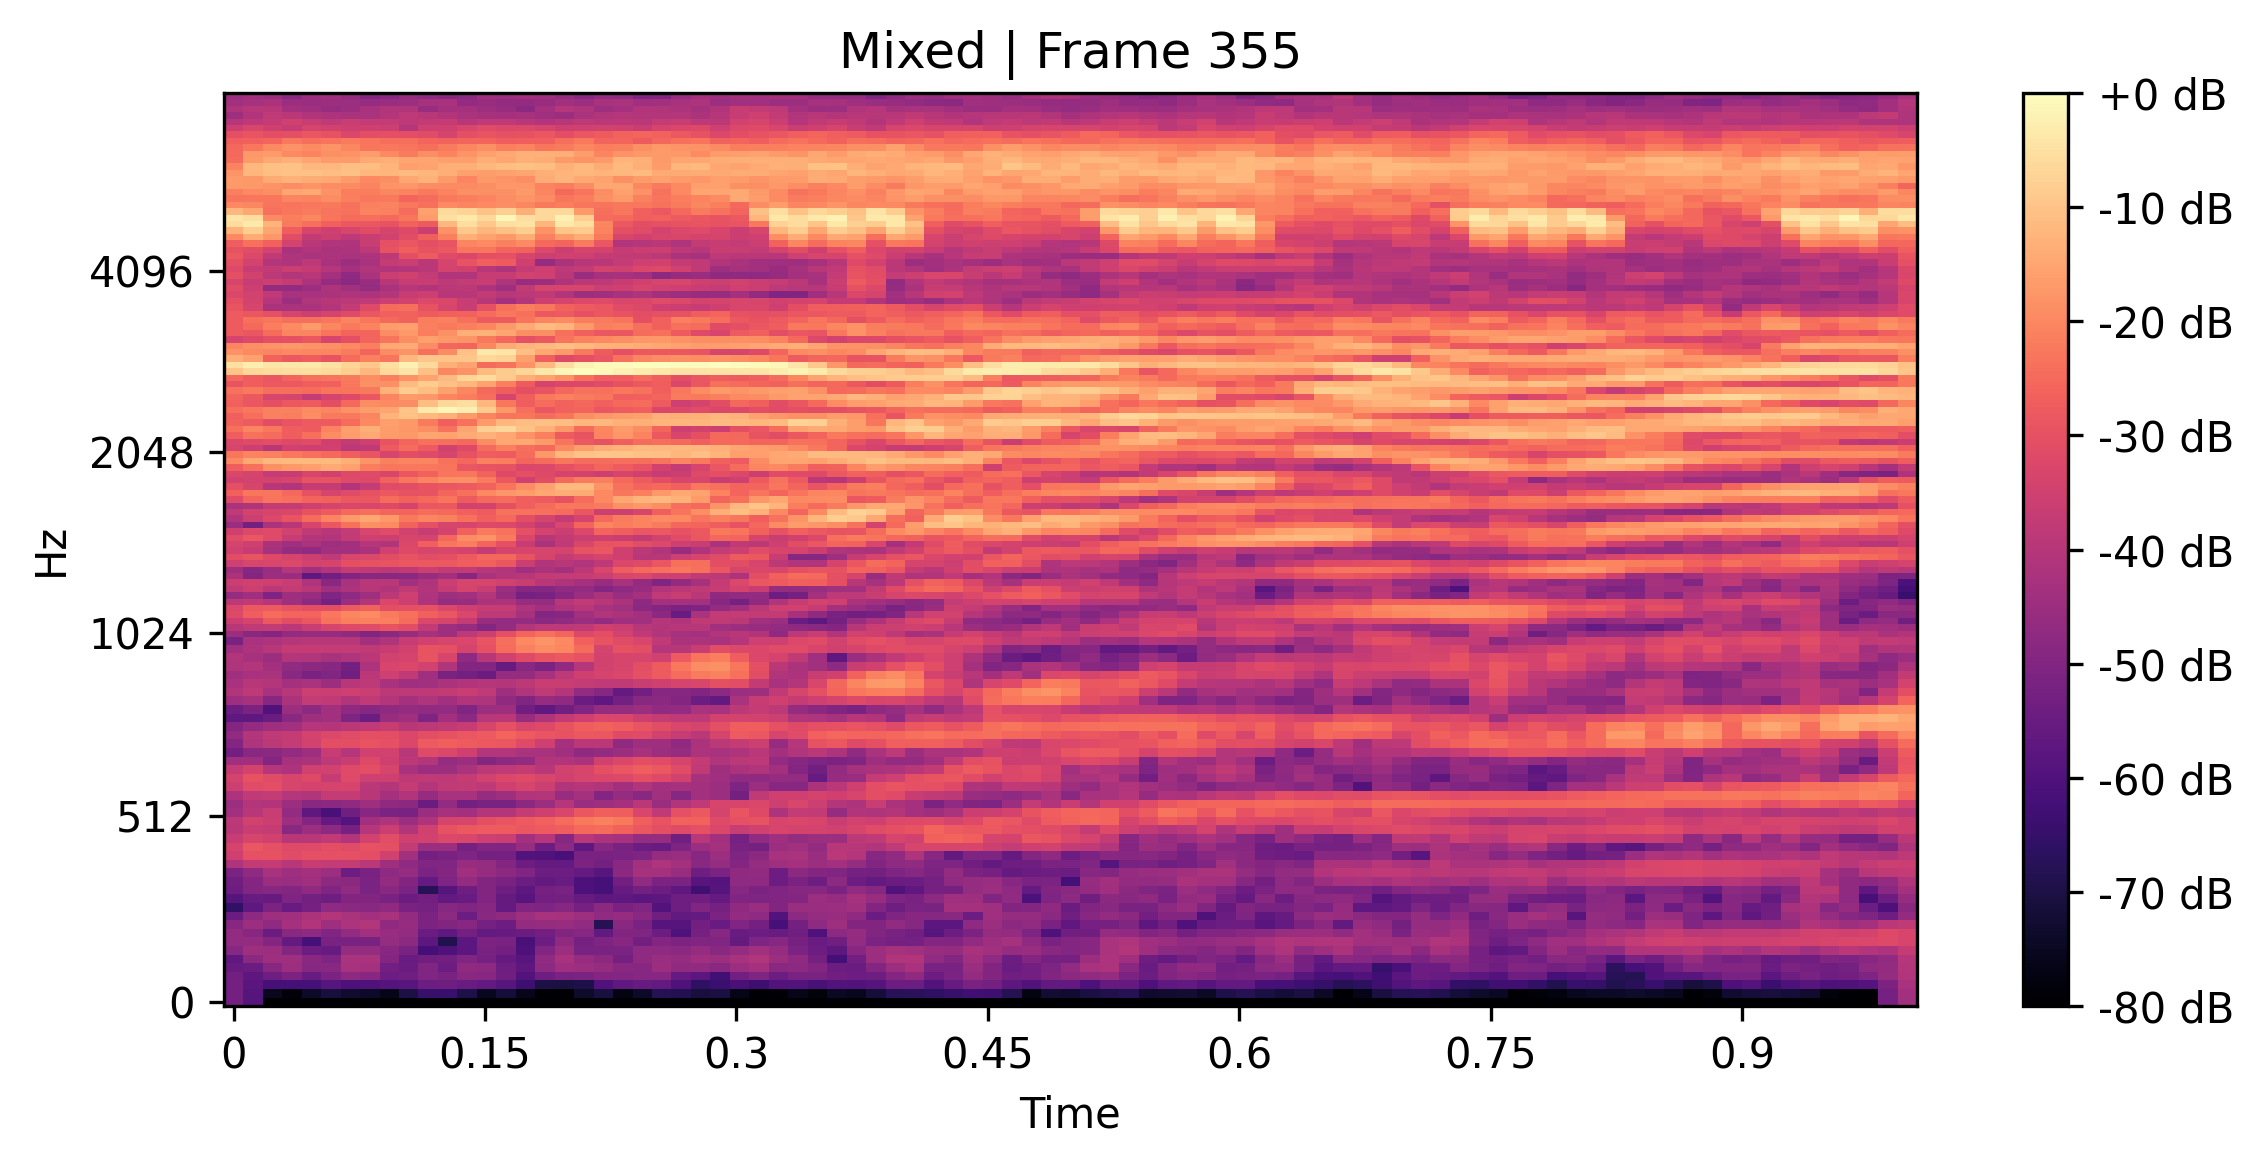 Mixed | Frame 355
+0 dB
-10 dB
-20 dB
-30 dB
-40 dB
-50 dB
-60 dB
-70 dB
-80 dB
4096
2048
1024
512
0
Hz
0 0.15 0.3 0.45 0.6 0.75 0.9
Time